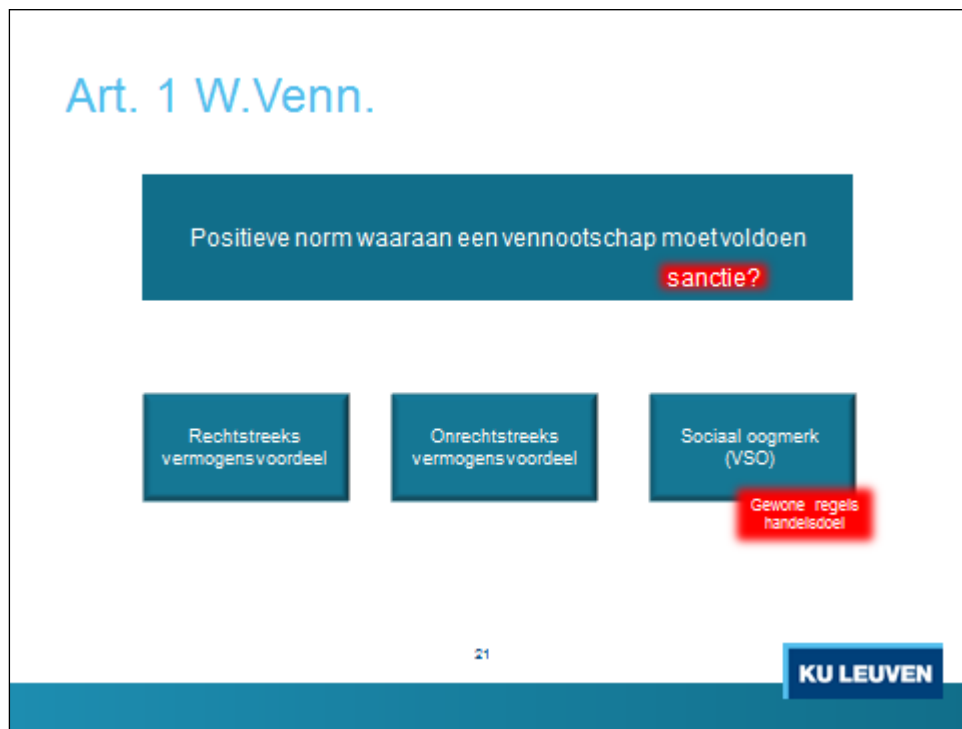 Art. 1 W.Venn.
Positieve norm waaraan een vennootschap moet voldoen
sanctie?
Rechtstreeks
vermogensvoordeel
Onrechtstreeks
vermogensvoordeel
Sociaal oogmerk
(VSO)
Gewone regels
handelsdoel
21
KU LEUVEN